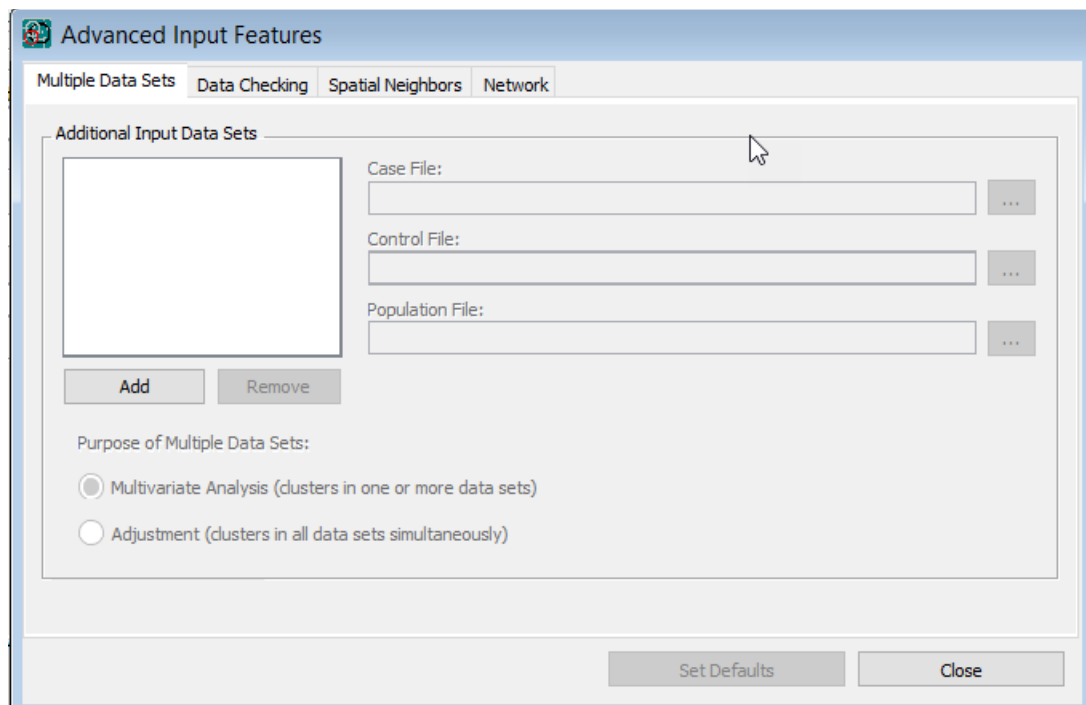 Advanced Input Features
Multiple Data Sets Data Checking Spatial Neighbors Network
Additional Input Data Sets
Case File:
...
Control File:
...
Population File:
...
Add Remove
Purpose of Multiple Data Sets:
Multivariate Analysis (clusters in one or more data sets)
Adjustment (clusters in all data sets simultaneously)
Set Defaults Close